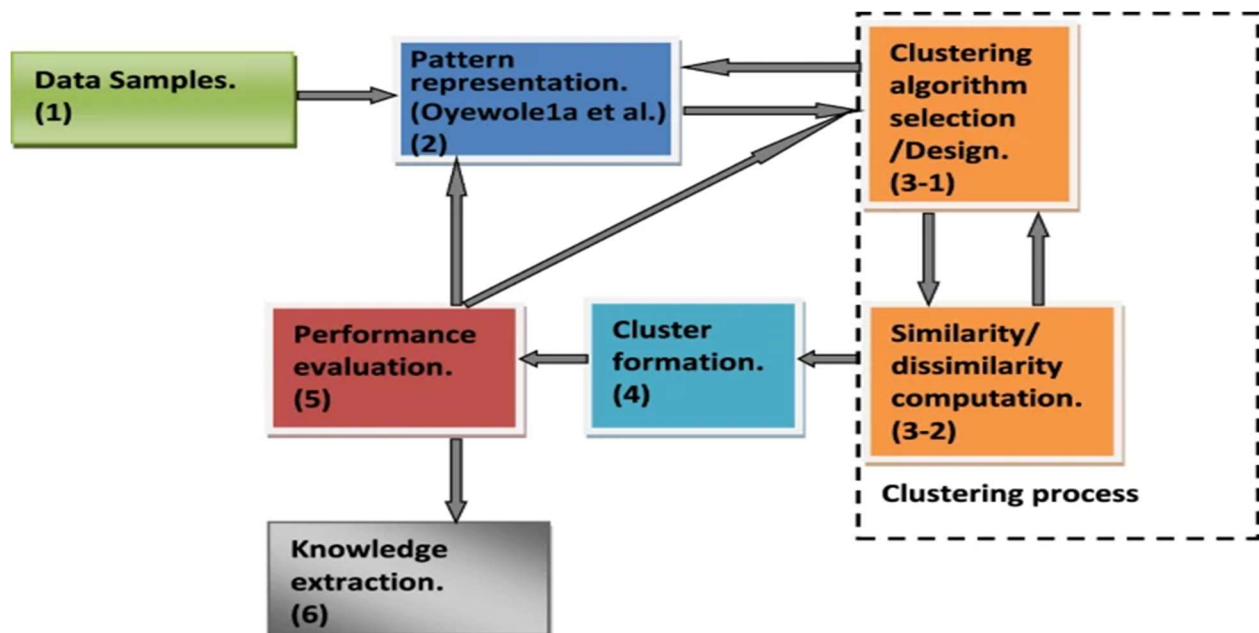 Data Samples.
(1)
Pattern
representation.
(Oyewole1a et al.)
(2)
Clustering
algorithm
selection
/Design.
(3-1)
Similarity/
dissimilarity
computation.
(3-2)
Clustering process
Cluster
formation.
(4)
Performance
evaluation.
(5)
Knowledge
extraction.
(6)